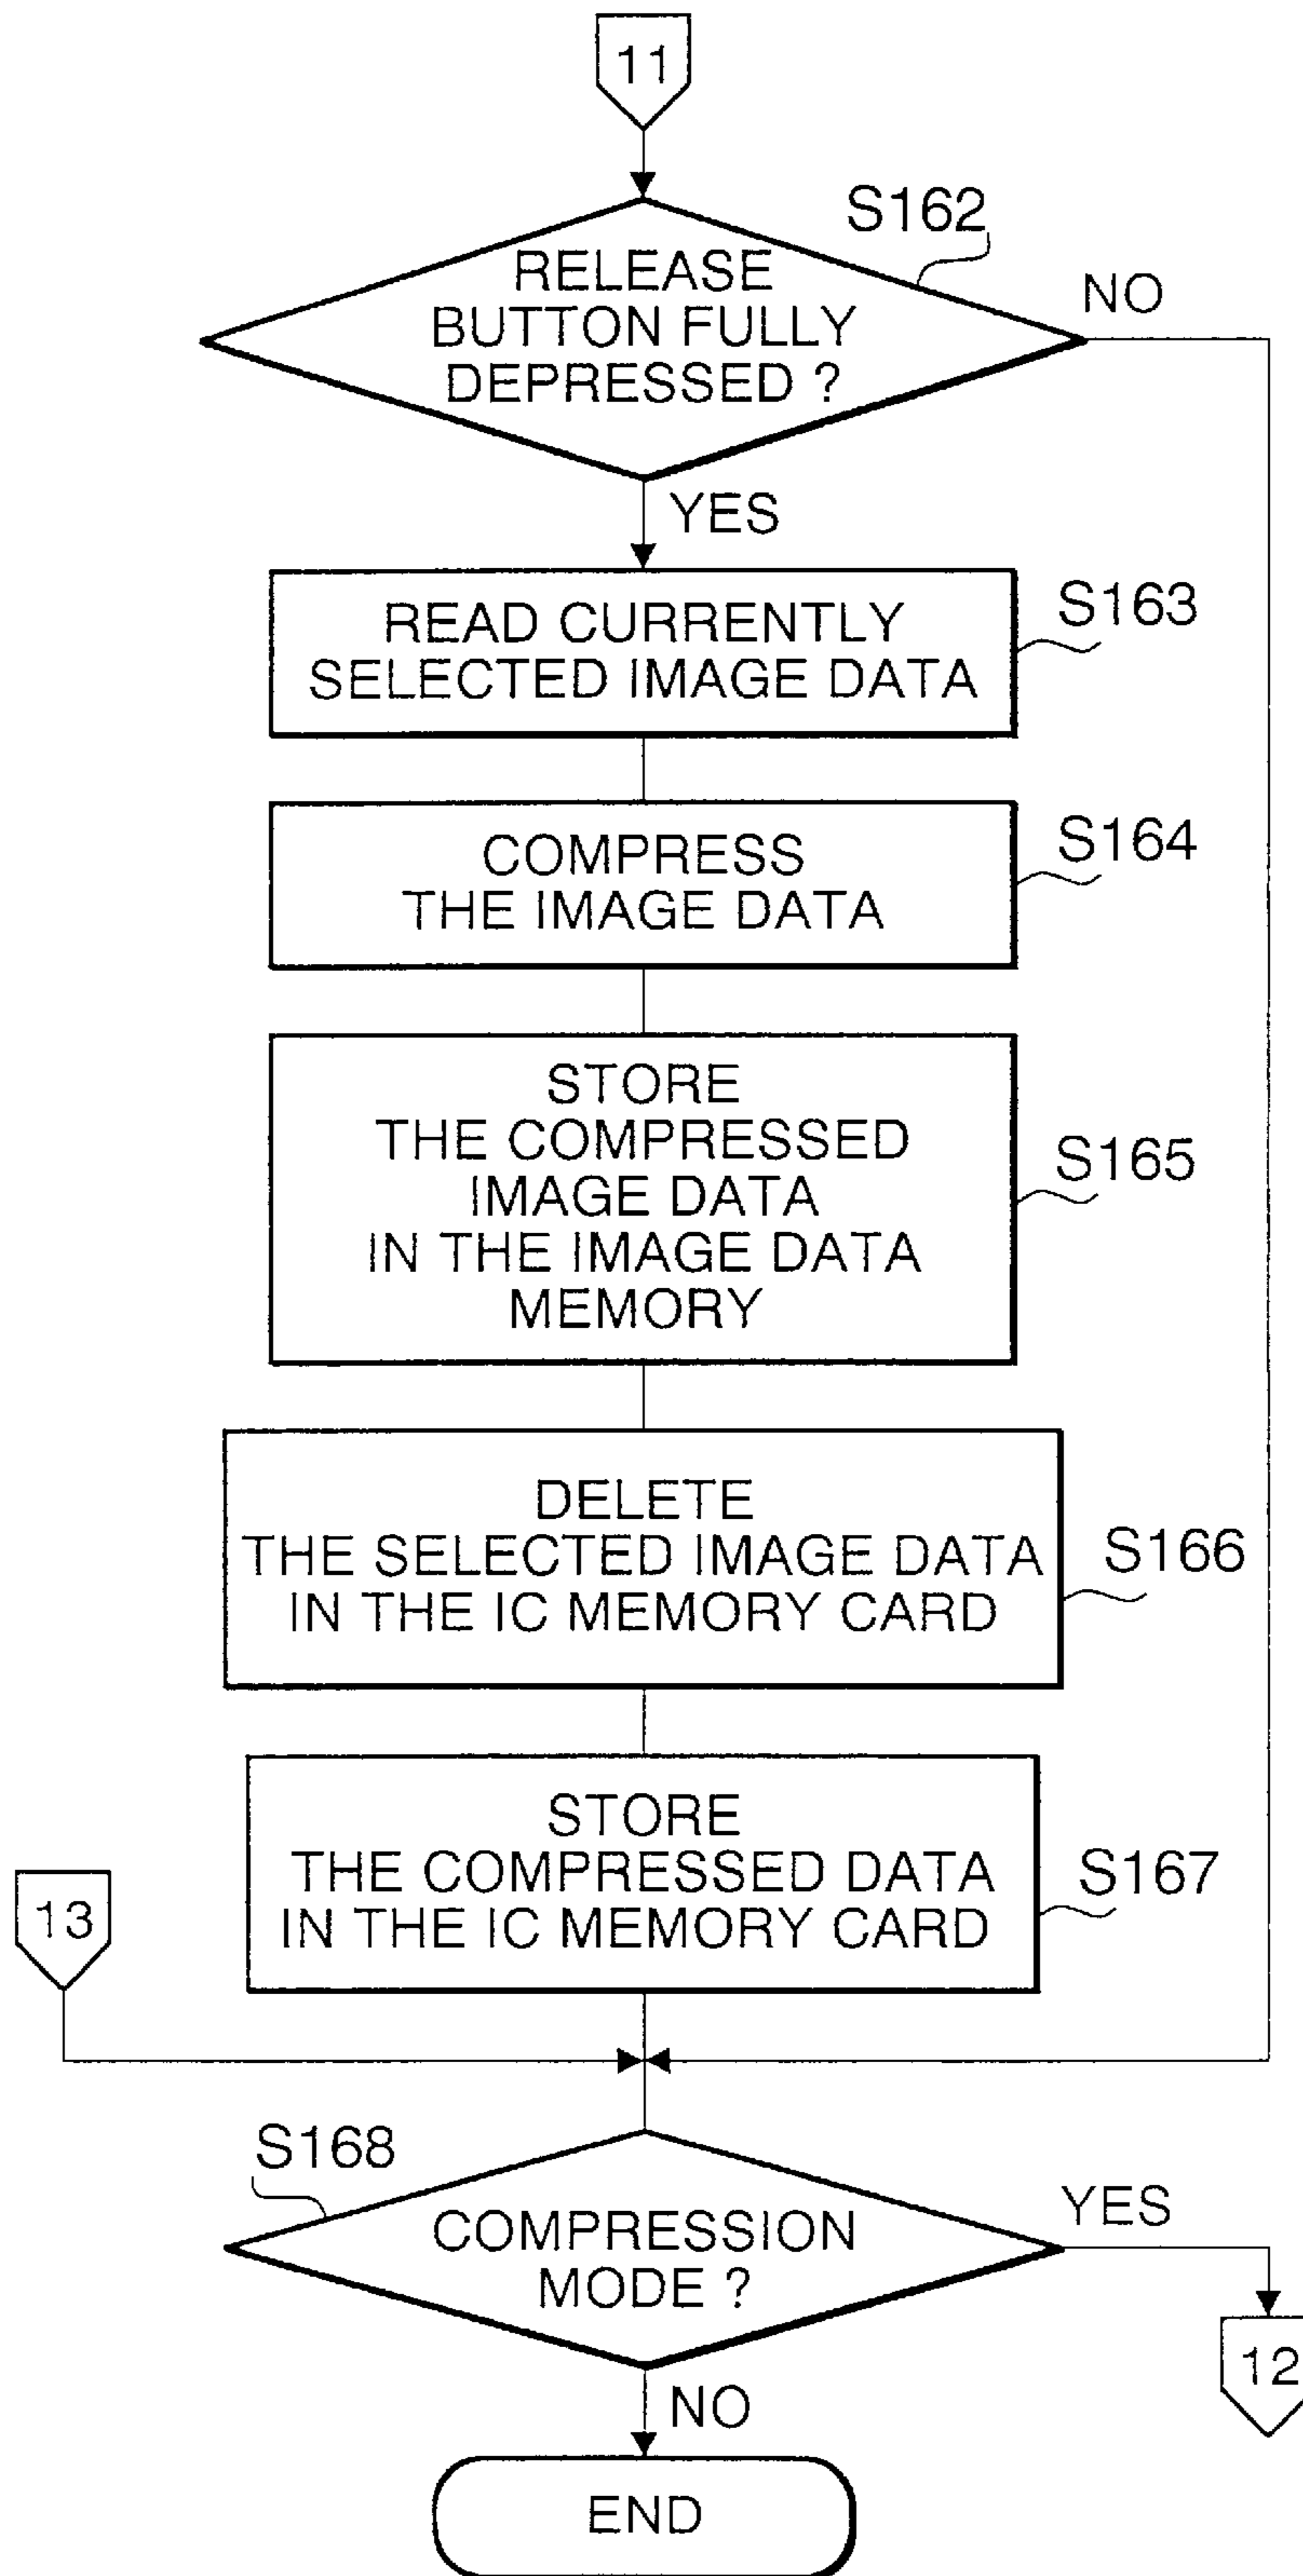 11
S162
RELEASE
BUTTON FULLY
DEPRESSED ?
NO
YES
READ CURRENTLY
SELECTED IMAGE DATA
S163
COMPRESS
THE IMAGE DATA
S164
STORE
THE COMPRESSED
IMAGE DATA
IN THE IMAGE DATA
MEMORY
S165
DELETE
THE SELECTED IMAGE DATA
IN THE IC MEMORY CARD
S166
STORE
THE COMPRESSED DATA
IN THE IC MEMORY CARD
S167
13
S168
COMPRESSION
MODE ?
YES
12
NO
END